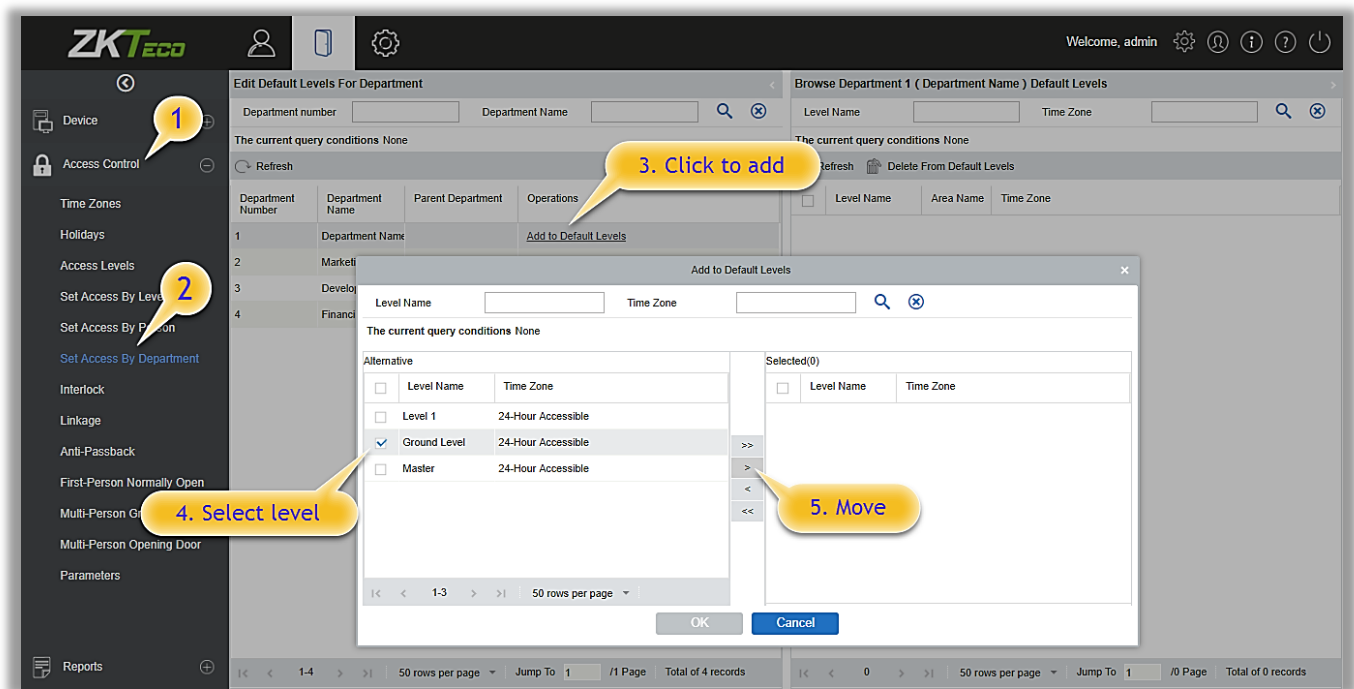 ZKTECO
Welcome, admin
Device
1
Access Control
Time Zones
Holidays
Access Levels
Set Access By Leve
2
Set Access By P on
Set Access By Department
Interlock
Linkage
Anti-Passback
First-Person Normally Open
Multi-Person Gr
Multi-Person Opening Door
Parameters
Reports
Edit Default Levels For Department <
Department number Department Name
The current query conditions None
Refresh
3. Click to add
Department Number Department Name Parent Department Operations
1 Department Name Add to Default Levels
2 Marketi
3 Develop
4 Financi
|< < 1-4 > >| 50 rows per page Jump To 1 /1 Page Total of 4 records
Browse Department 1 ( Department Name ) Default Levels >
Level Name Time Zone
The current query conditions None
efresh Delete From Default Levels
Level Name Area Name Time Zone
|< < 0 > >| 50 rows per page Jump To 1 /0 Page Total of 0 records
Add to Default Levels ×
Level Name Time Zone
The current query conditions None
Alternative
Level Name Time Zone
Level 1 24-Hour Accessible
Ground Level 24-Hour Accessible
Master 24-Hour Accessible
4. Select level
|< < 1-3 > >| 50 rows per page
>>
>
<
<<
5. Move
Selected(0)
Level Name Time Zone
OK Cancel